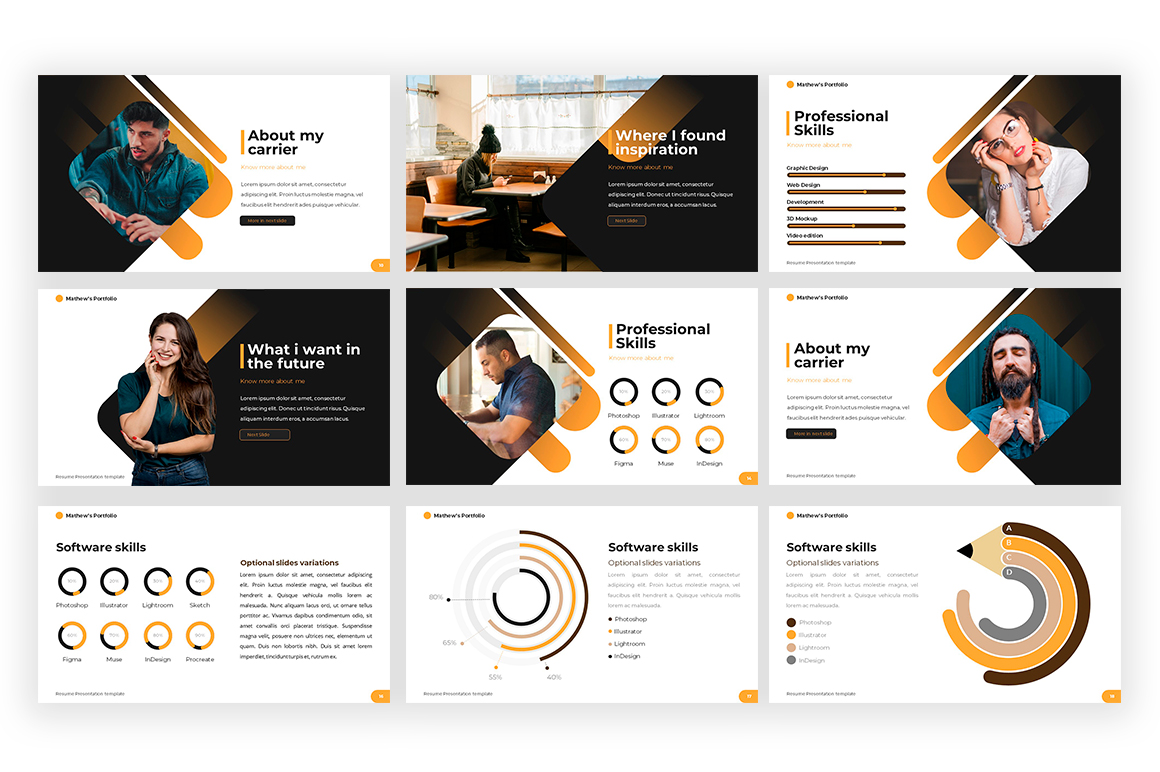 About my
carrier
Know more about me
Lorem ipsum dolor sit amet, consectetur
adipiscing elit. Proin luctus molestie magna, vel
faucibus elit hendrerit ades puisque vehicular.
More in next slide
Where I found
inspiration
Know more about me
Lorem ipsum dolor sit amet, consectetur
adipiscing elit. Donec ut tincidunt risus. Quisque
aliquam interdum eros, a accumsan lacus.
Next Slide
Mathew's Portfolio
Professional
Skills
Know more about me
Graphic Design
Web Design
Development
3D Mockup
Video edition
Resume Presentation template
Mathew's Portfolio
What i want in
the future
Know more about me
Lorem ipsum dolor sit amet, consectetur
adipiscing elit. Donec ut tincidunt risus. Quisque
aliquam interdum eros, a accumsan lacus.
Next Slide
Resume Presentation template
Professional
Skills
Know more about me
10% 20% 30%
Photoshop Illustrator Lightroom
60% 70% 80%
Figma Muse InDesign
14
Mathew's Portfolio
About my
carrier
Know more about me
Lorem ipsum dolor sit amet, consectetur
adipiscing elit. Proin luctus molestie magna, vel
faucibus elit hendrerit ades puisque vehicular.
More in next slide
Resume Presentation template
Mathew's Portfolio
Software skills
10% 20% 30% 40%
Photoshop Illustrator Lightroom Sketch
70%
Figma Muse InDesign Procreate
Optional slides variations
Lorem ipsum dolor sit amet, consectetur adipiscing
elit. Proin luctus molestie magna, vel faucibus elit
hendrerit a. Quisque vehicula mollis lorem ac
malesuada. Nunc aliquam lacus orci, ut ornare tellus
porttitor ac. Vivamus dapibus condimentum odio, sit
amet convallis orci placerat tristique. Suspendisse
magna velit, posuere non ultrices nec, elementum ut
quam. Duis non lobortis nibh. Duis sit amet lorem
imperdiet, tincidunt turpis et, rutrum ex.
Resume Presentation template
Mathew's Portfolio
80%
65%
55%
40%
Software skills
Optional slides variations
Lorem ipsum dolor sit amet, consectetur
adipiscing elit. Proin luctus molestie magna, vel
faucibus elit hendrerit a. Quisque vehicula mollis
lorem ac malesuada.
Photoshop
Illustrator
Lightroom
InDesign
Resume Presentation template
17
Mathew's Portfolio
Software skills
Optional slides variations
Lorem ipsum dolor sit amet, consectetur
adipiscing elit. Proin luctus molestie magna, vel
faucibus elit hendrerit a. Quisque vehicula mollis
lorem ac malesuada.
Photoshop
Illustrator
Lightroom
InDesign
A
B
C
D
Resume Presentation template